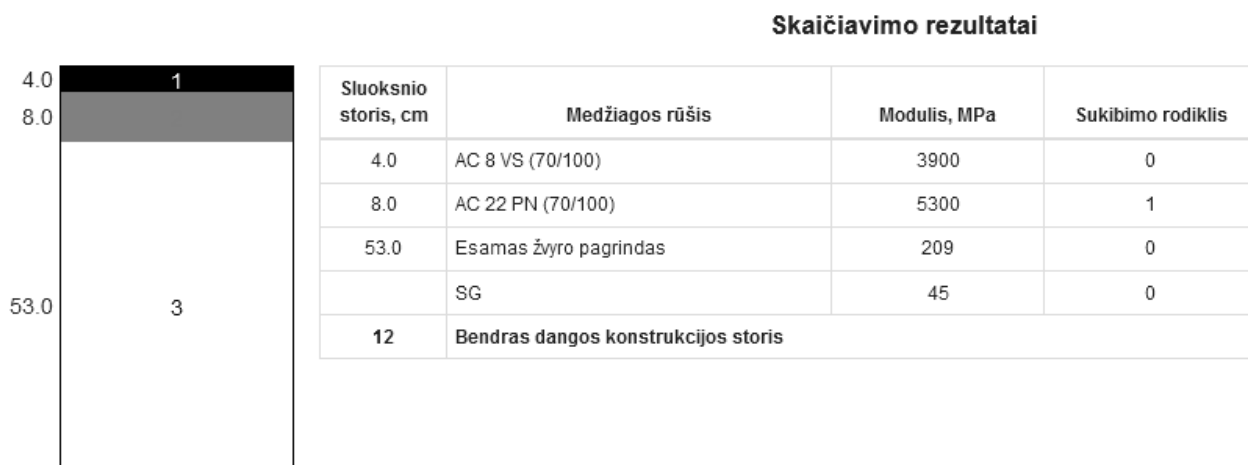 Skaičiavimo rezultatai
4.0
1
8.0
53.0
3
Sluoksnio storis, cm Medžiagos rūšis Modulis, MPa Sukibimo rodiklis
4.0 AC 8 VS (70/100) 3900 0
8.0 AC 22 PN (70/100) 5300 1
53.0 Esamas žvyro pagrindas 209 0
SG 45 0
12 Bendras dangos konstrukcijos storis